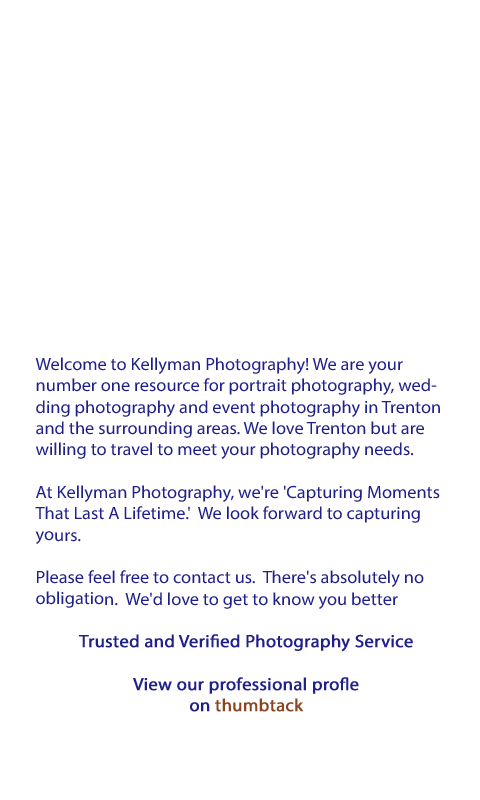 Welcome to Kellyman Photography! We are your
number one resource for portrait photography, wed-
ding photography and event photography in Trenton
and the surrounding areas. We love Trenton but are
willing to travel to meet your photography needs.
At Kellyman Photography, we're 'Capturing Moments
That Last A Lifetime.'  We look forward to capturing
yours.
Please feel free to contact us.  There's absolutely no
obligation.  We'd love to get to know you better
Trusted and Verified Photography Service
View our professional profle
on thumbtack